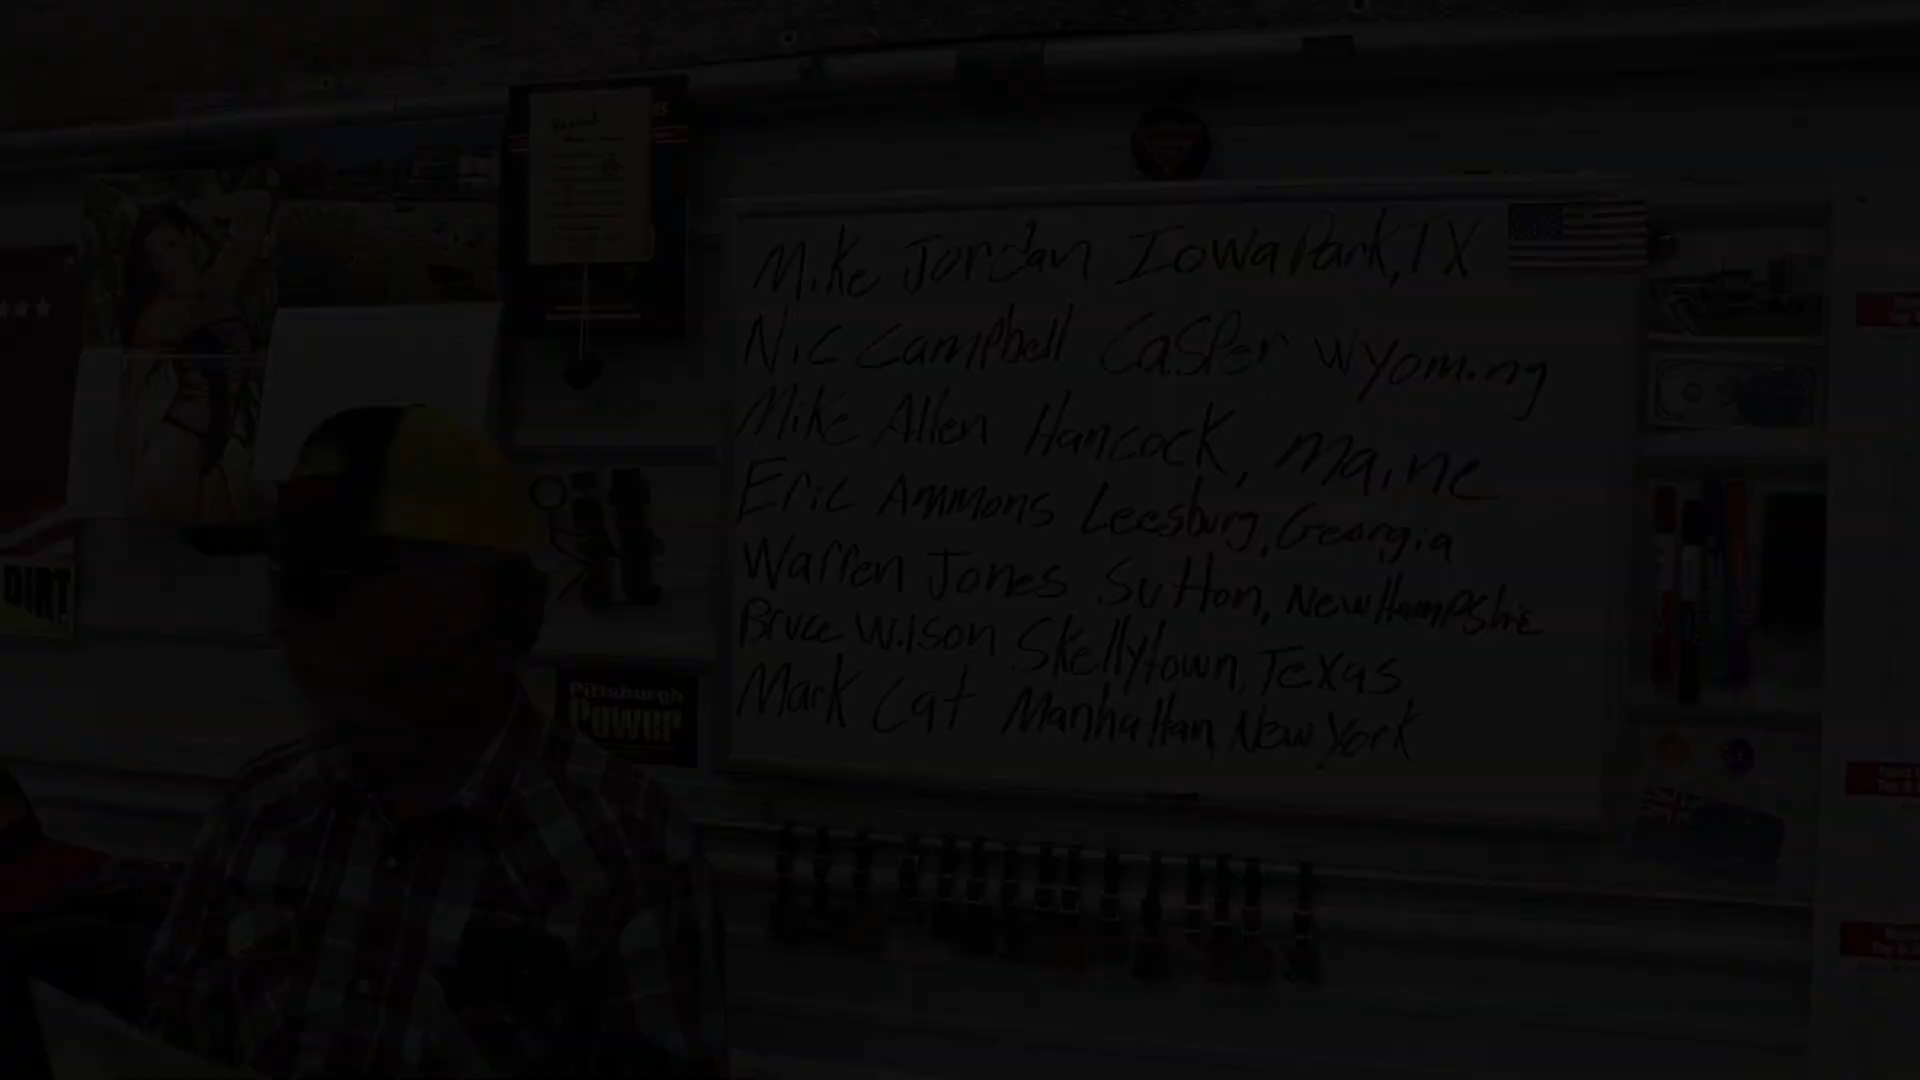 Mike Jordan Iowa Park, TX
Nic Campbell Casper Wyoming
Mike Allen Hancock, Maine
Eric Ammons Leesburg, Georgia
Warren Jones Sutton, New Hampshire
Bruce Wilson Skellytown, Texas
Mark Cat Manhattan, New York
DIRT
Pittsburgh
Power